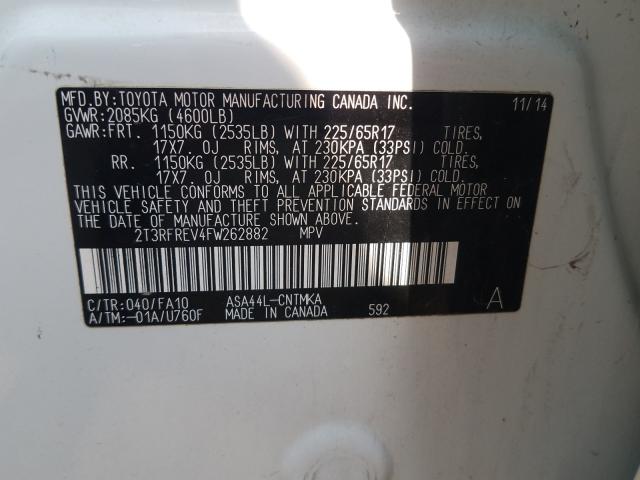 MFD.BY:TOYOTA MOTOR MANUFACTURING CANADA INC. 11/14
GVWR:2085KG (4600LB)
GAWR:FRT. 1150KG (2535LB) WITH 225/65R17 TIRES,
17X7. 0J RIMS, AT 230KPA (33PSI) COLD.
RR. 1150KG (2535LB) WITH 225/65R17 TIRES,
17X7. 0J RIMS, AT 230KPA (33PSI) COLD.
THIS VEHICLE CONFORMS TO ALL APPLICABLE FEDERAL MOTOR
VEHICLE SAFETY AND THEFT PREVENTION STANDARDS IN EFFECT ON
THE DATE OF MANUFACTURE SHOWN ABOVE.
2T3RFREV4FW262882 MPV
C/TR:040/FA10 ASA44L-CNTMKA
A/TM:-01A/U760F MADE IN CANADA 592 A